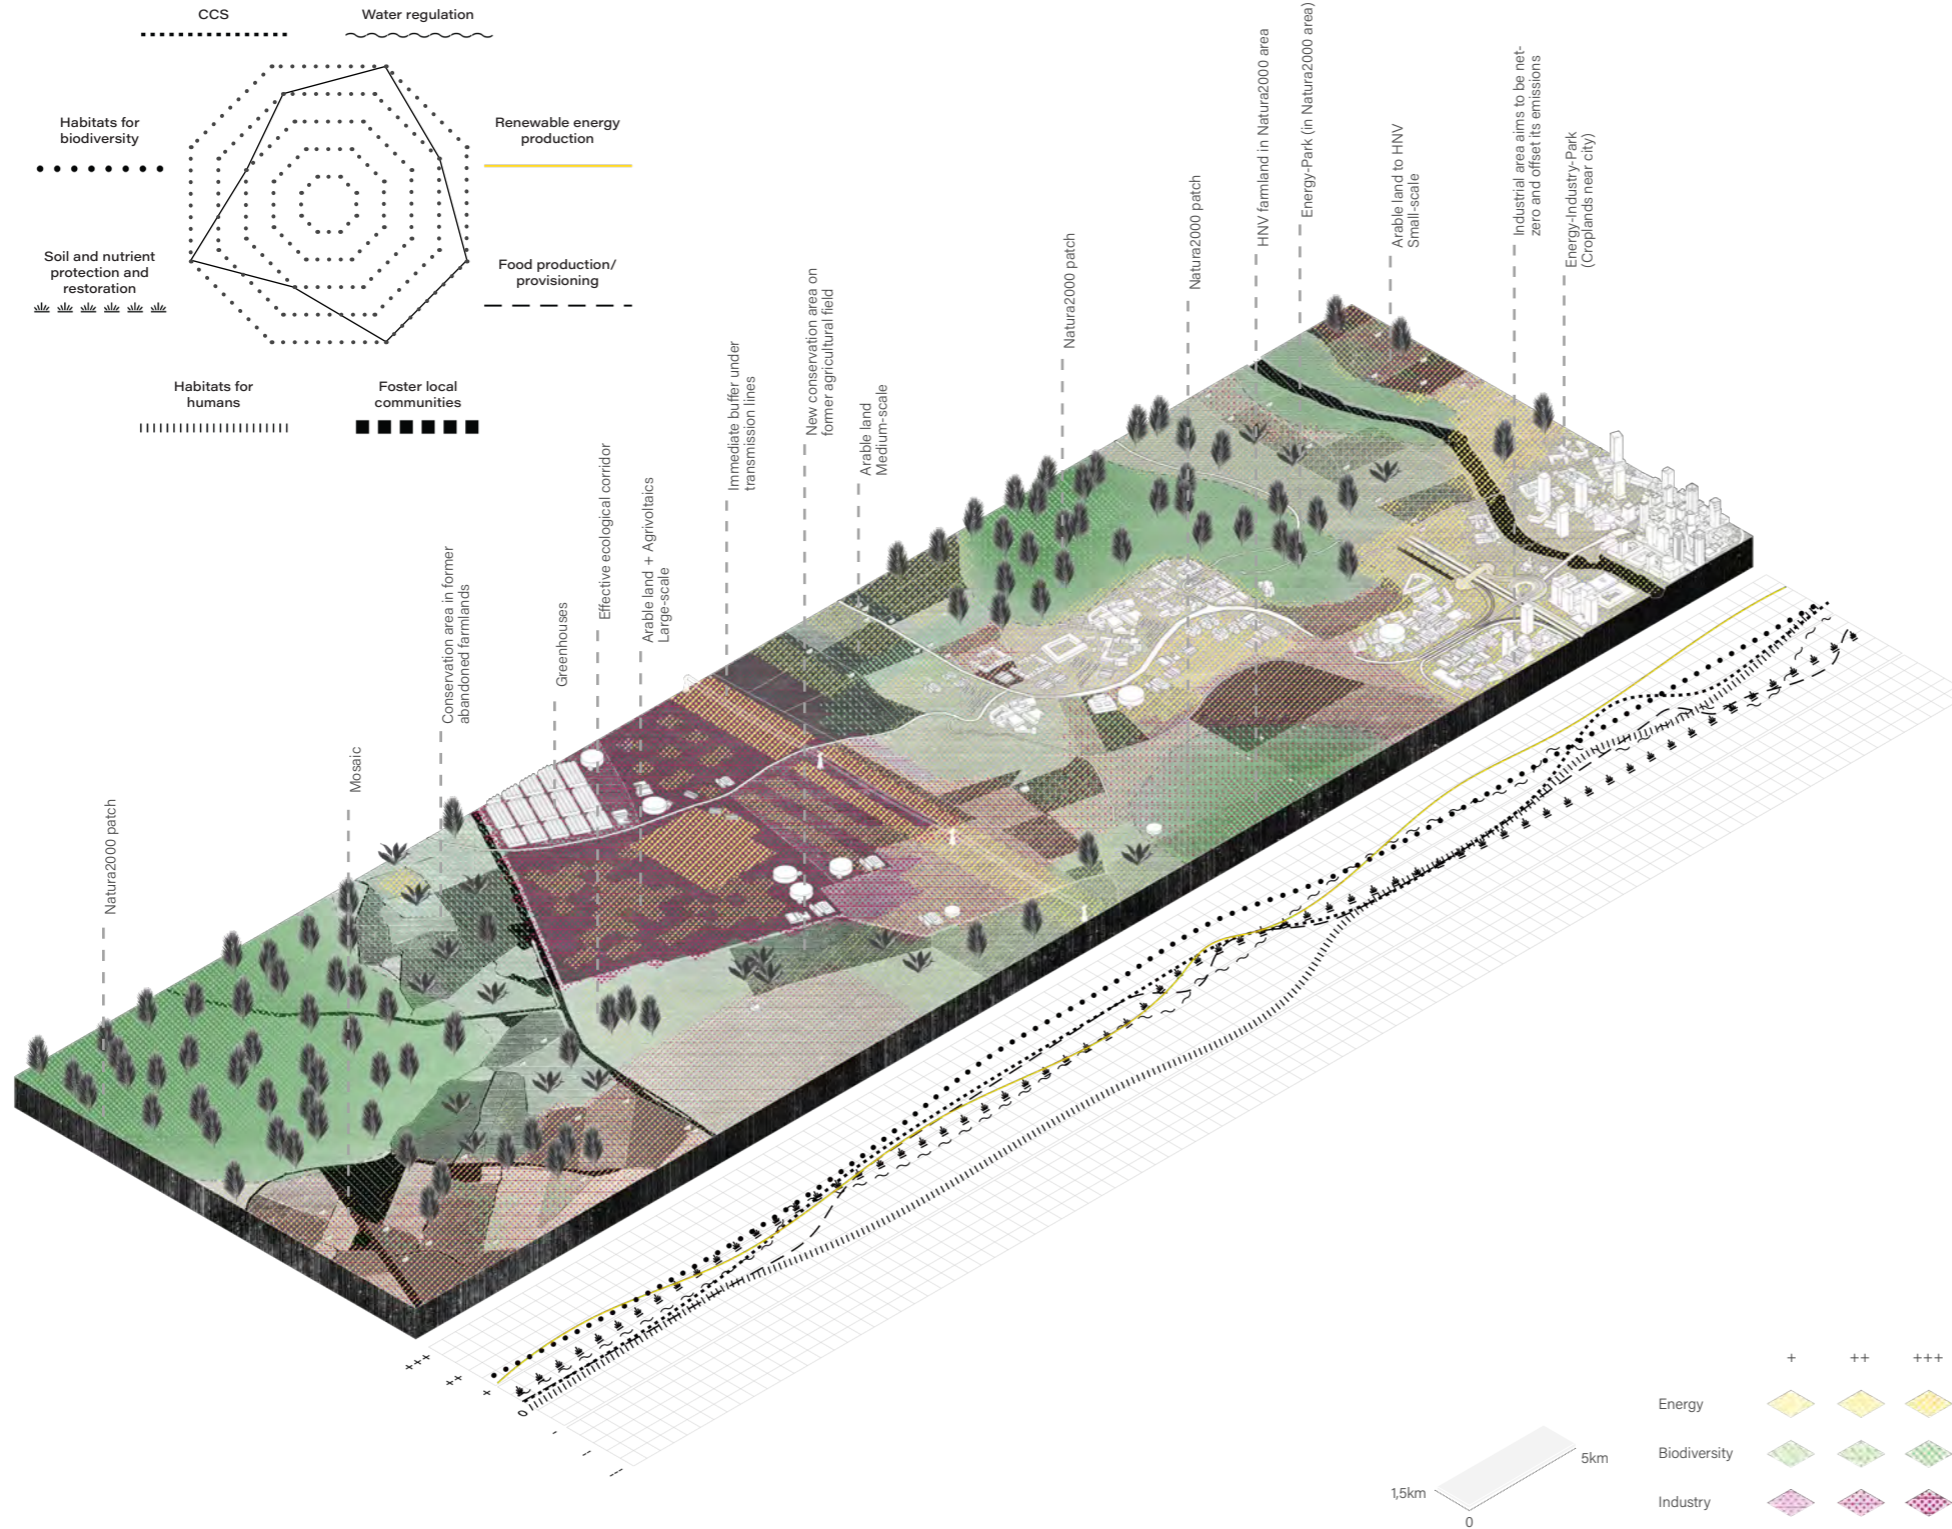 CCS
Water regulation
Habitats for
biodiversity
Renewable energy
production
Soil and nutrient
protection and
restoration
Food production/
provisioning
Habitats for
humans
Foster local
communities
Natura2000 patch
Mosaic
Conservation area in former
abandoned farmlands
Greenhouses
Effective ecological corridor
Arable land + Agrivoltaics
Large-scale
Immediate buffer under
transmission lines
New conservation area on
former agricultural field
Arable land
Medium-scale
Natura2000 patch
Natura2000 patch
HNV farmland in Natura2000 area
Energy-Park (in Natura2000 area)
Arable land to HNV
Small-scale
Industrial area aims to be net-
zero and offset its emissions
Energy-Industry-Park
(Croplands near city)
+++
++
+
0
-
--
---
+ ++ +++
Energy
Biodiversity
Industry
5km
1,5km
0